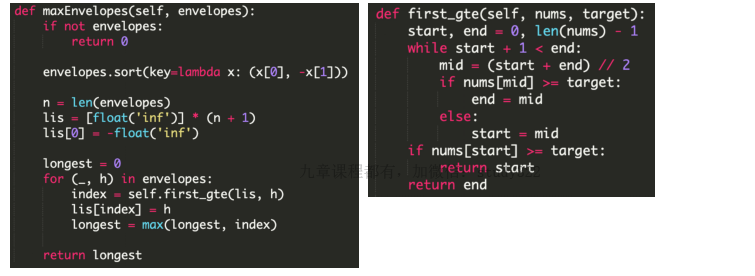 def maxEnvelopes(self, envelopes):
    if not envelopes:
        return 0

    envelopes.sort(key=lambda x: (x[0], -x[1]))

    n = len(envelopes)
    lis = [float('inf')] * (n + 1)
    lis[0] = -float('inf')

    longest = 0
    for (_, h) in envelopes:
        index = self.first_gte(lis, h)
        lis[index] = h
        longest = max(longest, index)

    return longest
def first_gte(self, nums, target):
    start, end = 0, len(nums) - 1
    while start + 1 < end:
        mid = (start + end) // 2
        if nums[mid] >= target:
            end = mid
        else:
            start = mid
    if nums[start] >= target:
        return start
    return end
九章课程都有,加微信